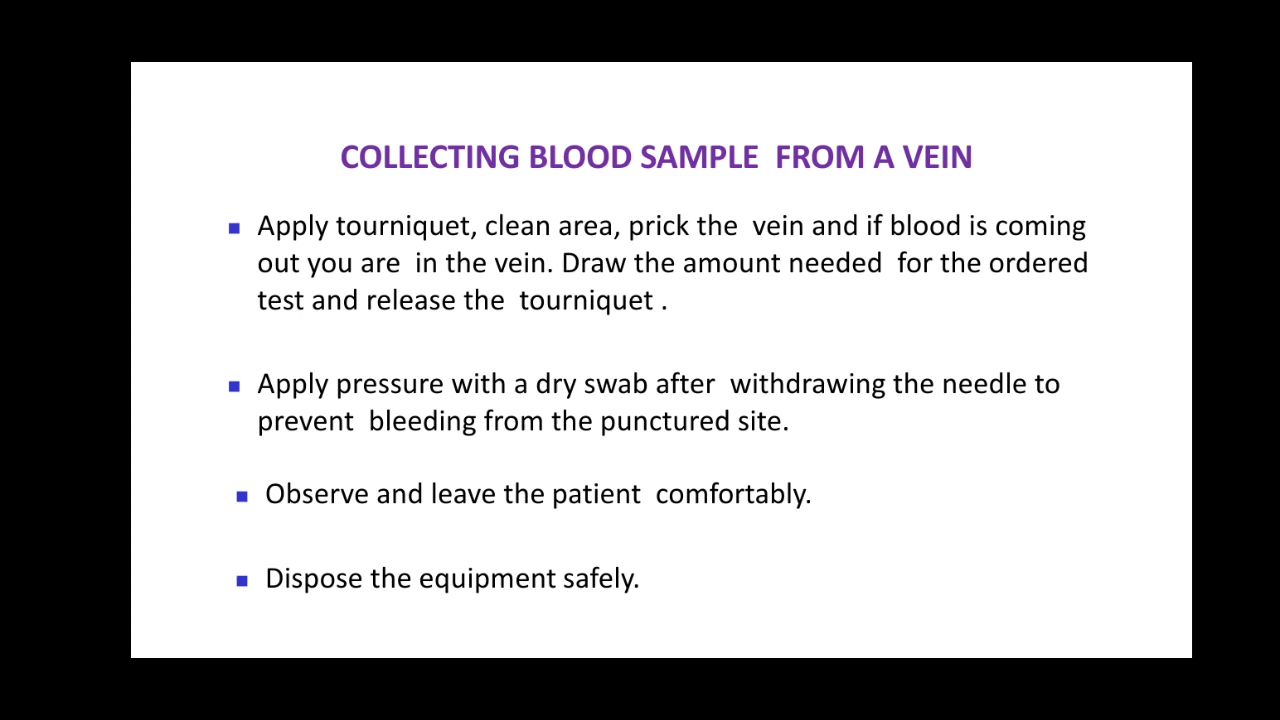 COLLECTING BLOOD SAMPLE  FROM A VEIN
▪ Apply tourniquet, clean area, prick the  vein and if blood is coming
out you are  in the vein. Draw the amount needed  for the ordered
test and release the  tourniquet .
▪ Apply pressure with a dry swab after  withdrawing the needle to
prevent  bleeding from the punctured site.
▪ Observe and leave the patient  comfortably.
▪ Dispose the equipment safely.